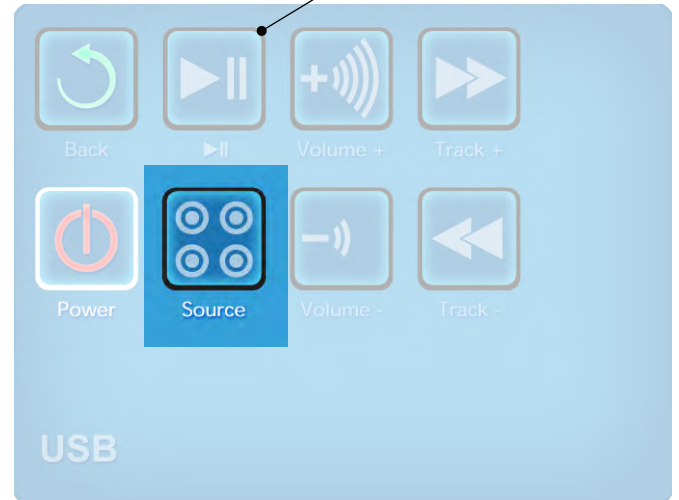 Back ▶II Volume + Track +
Power Source Volume - Track -
USB